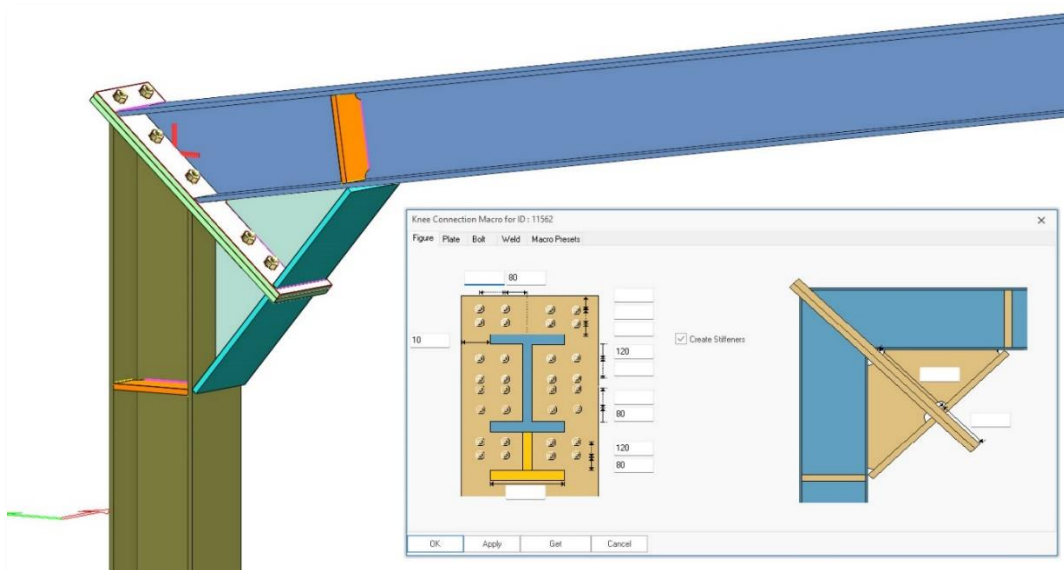 Knee Connection Macro for ID : 11562
Figure Plate Bolt Weld Macro Presets
80
10
120
80
120
80
Create Stiffeners
OK Apply Get Cancel